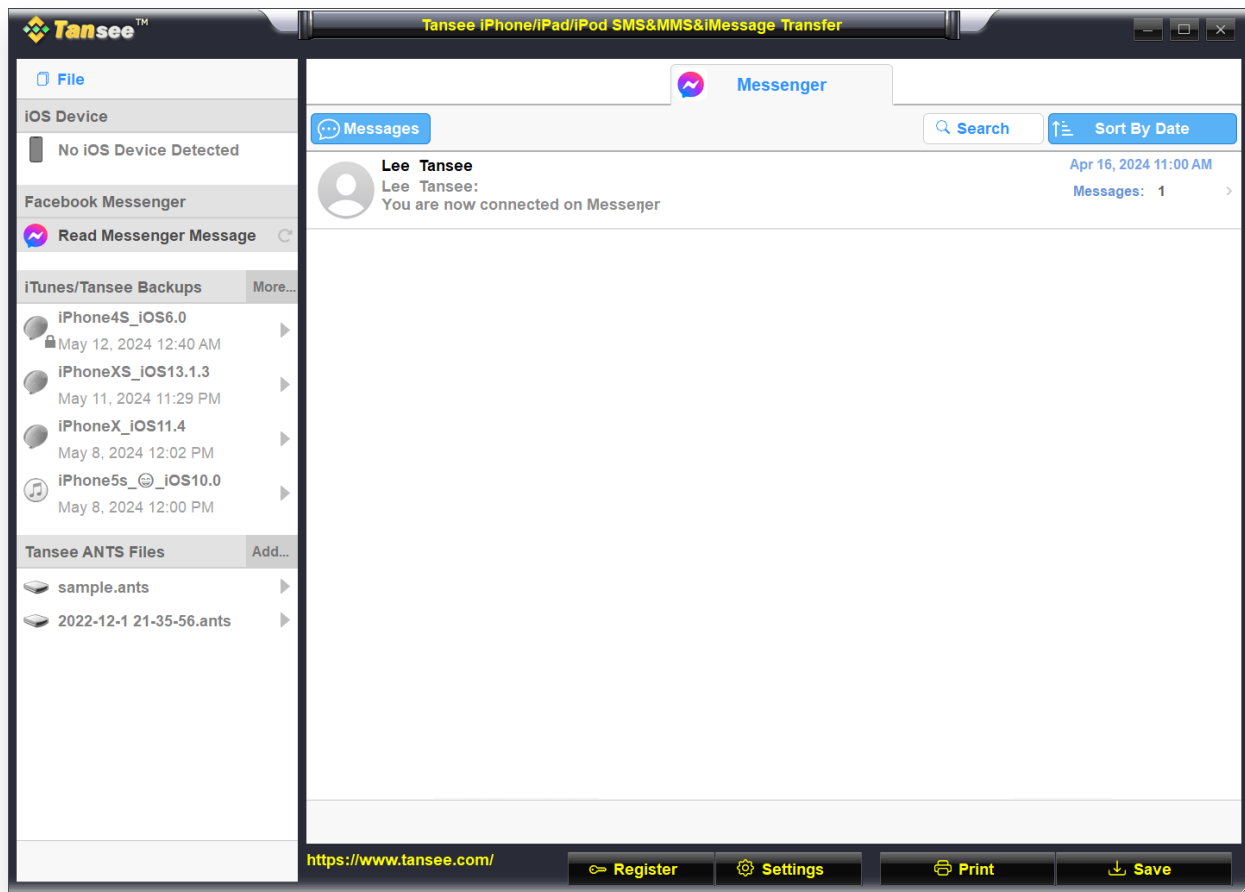 Tansee™
Tansee iPhone/iPad/iPod SMS&MMS&iMessage Transfer
File
iOS Device
No iOS Device Detected
Facebook Messenger
Read Messenger Message
iTunes/Tansee Backups More...
iPhone4S_iOS6.0
May 12, 2024 12:40 AM
iPhoneXS_iOS13.1.3
May 11, 2024 11:29 PM
iPhoneX_iOS11.4
May 8, 2024 12:02 PM
iPhone5s_😄_iOS10.0
May 8, 2024 12:00 PM
Tansee ANTS Files Add...
sample.ants
2022-12-1 21-35-56.ants
Messenger
Messages Search Sort By Date
Lee Tansee Apr 16, 2024 11:00 AM
Lee Tansee: Messages: 1
You are now connected on Messeŋer
https://www.tansee.com/ Register Settings Print Save